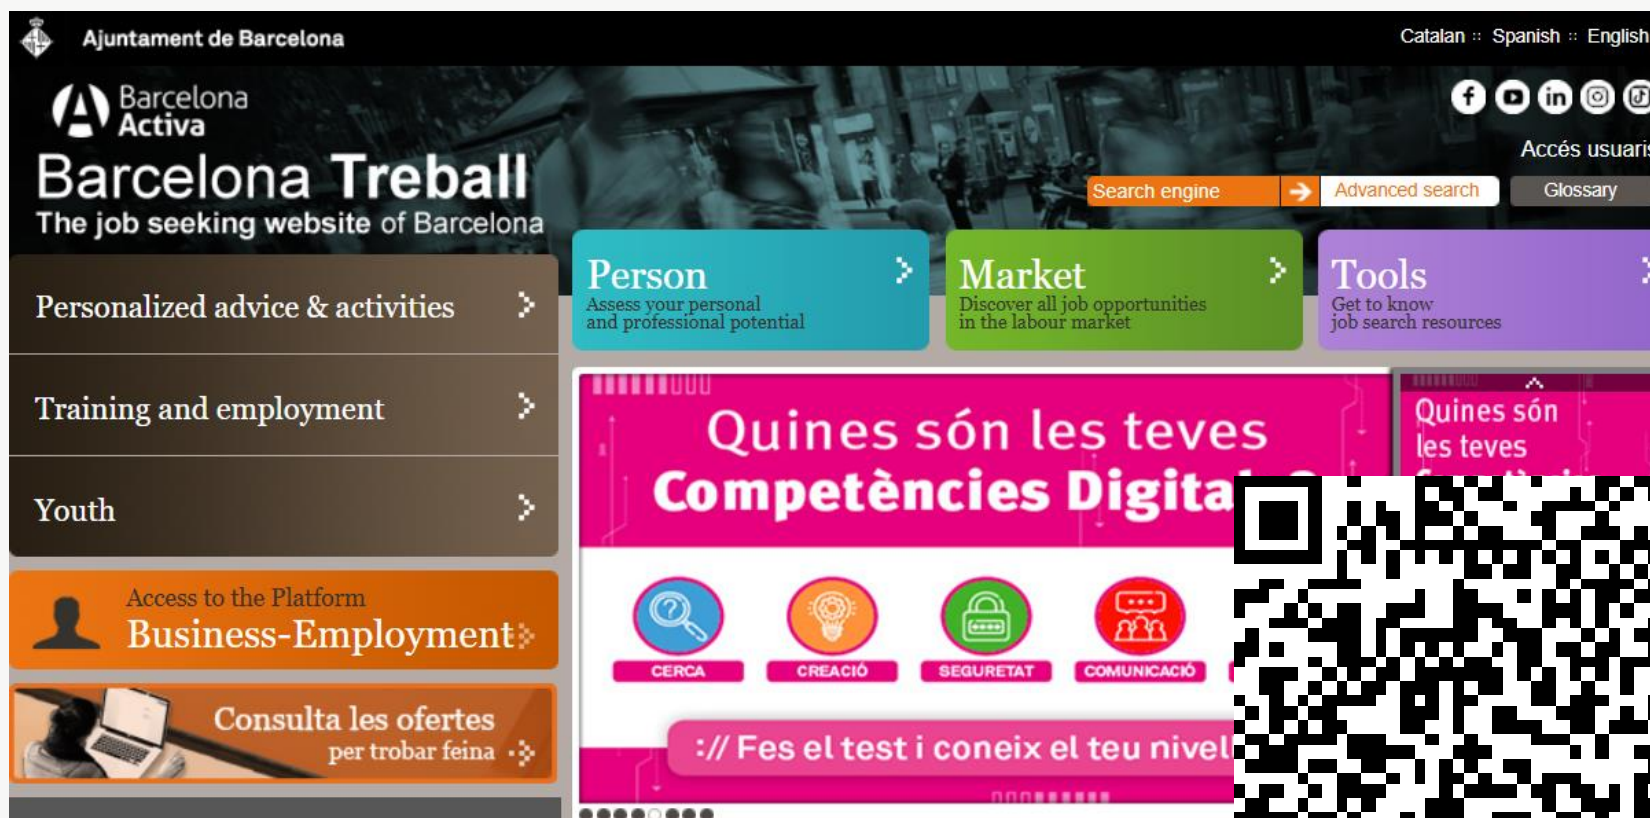 Ajuntament de Barcelona
Catalan :: Spanish :: English
Barcelona
Activa
Barcelona Treball
The job seeking website of Barcelona
Accés usuaris
Search engine
Advanced search
Glossary
Personalized advice & activities
Training and employment
Youth
Access to the Platform
Business-Employment
Consulta les ofertes
per trobar feina
Person
Assess your personal
and professional potential
Market
Discover all job opportunities
in the labour market
Tools
Get to know
job search resources
Quines són les teves
Competències
CERCA
CREACIÓ
SEGURETAT
COMUNICACIÓ
:// Fes el test i coneix el teu nivell
Quines són
les teves